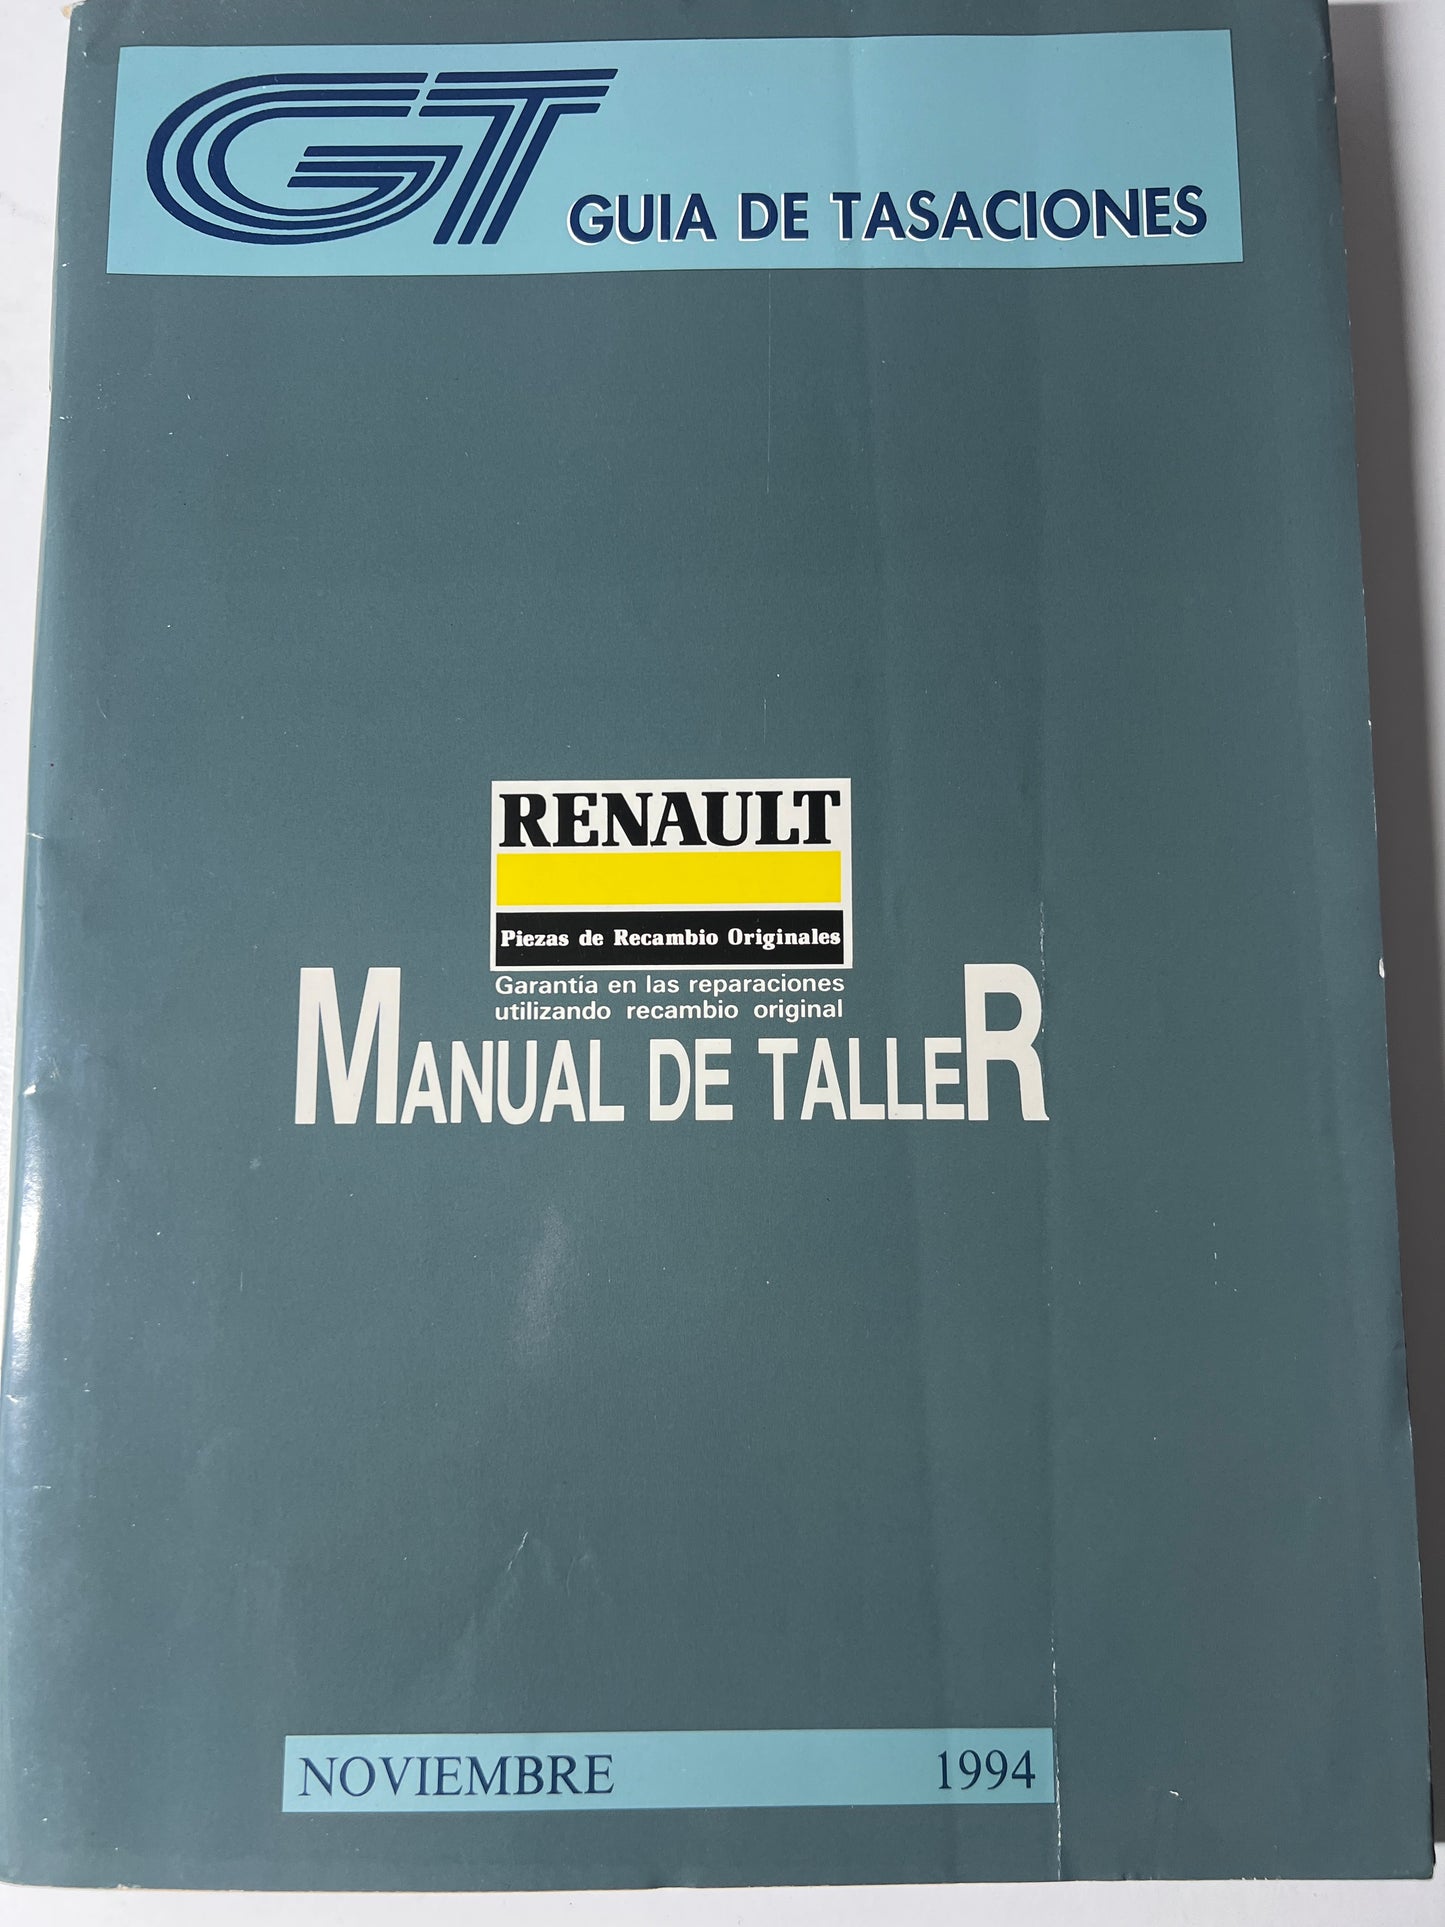 GT GUIA DE TASACIONES
RENAULT
Piezas de Recambio Originales
Garantía en las reparaciones
utilizando recambio original
MANUAL DE TALLER
NOVIEMBRE 1994